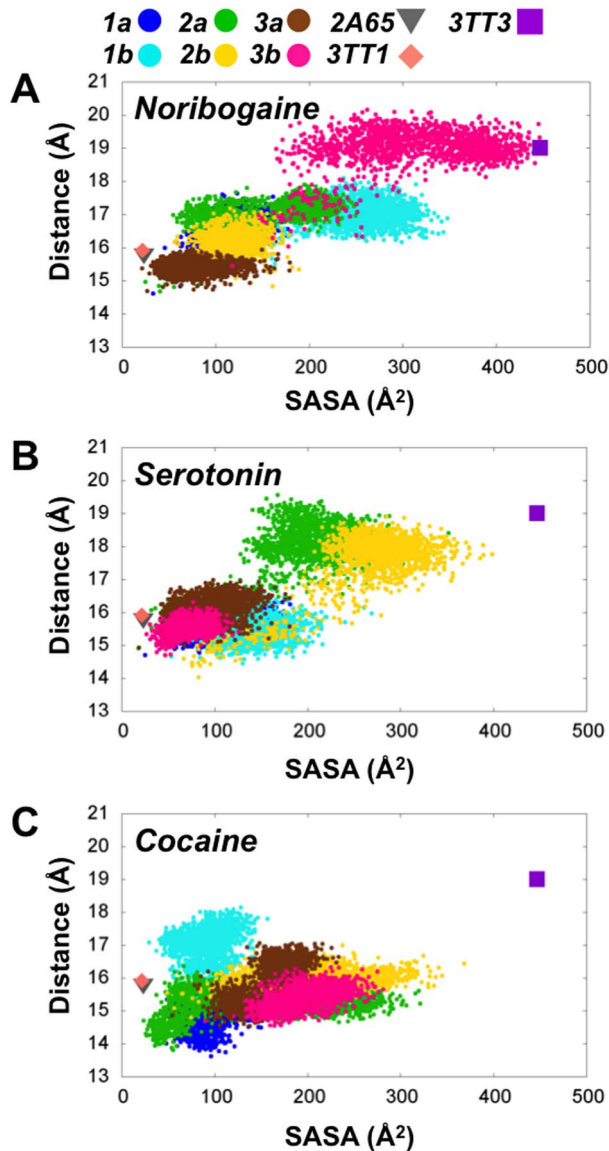 1a 2a 3a 2A65 3TT3
1b 2b 3b 3TT1
A
Noribogaine
Distance (Å)
21
20
19
18
17
16
15
14
13
0 100 200 300 400 500
SASA (Å²)
B
Serotonin
Distance (Å)
21
20
19
18
17
16
15
14
13
0 100 200 300 400 500
SASA (Å²)
C
Cocaine
Distance (Å)
21
20
19
18
17
16
15
14
13
0 100 200 300 400 500
SASA (Å²)